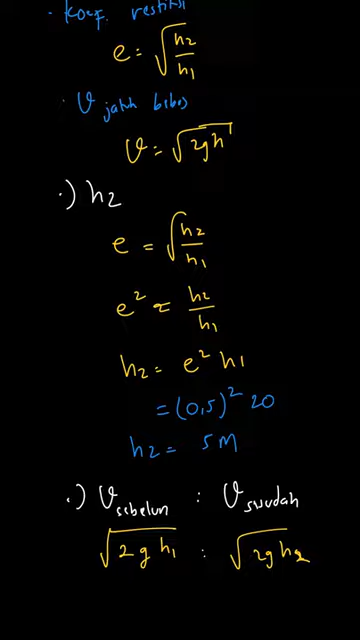 · Koef. restitusi
e = √(h2/h1)
· V jatuh bebas
V = √2gh
·) h2
e = √(h2/h1)
e² = h2/h1
h2 = e² h1
= (0,5)² 20
h2 = 5 M
·) V sebelum : V sesudah
√2gh1 : √2gh2